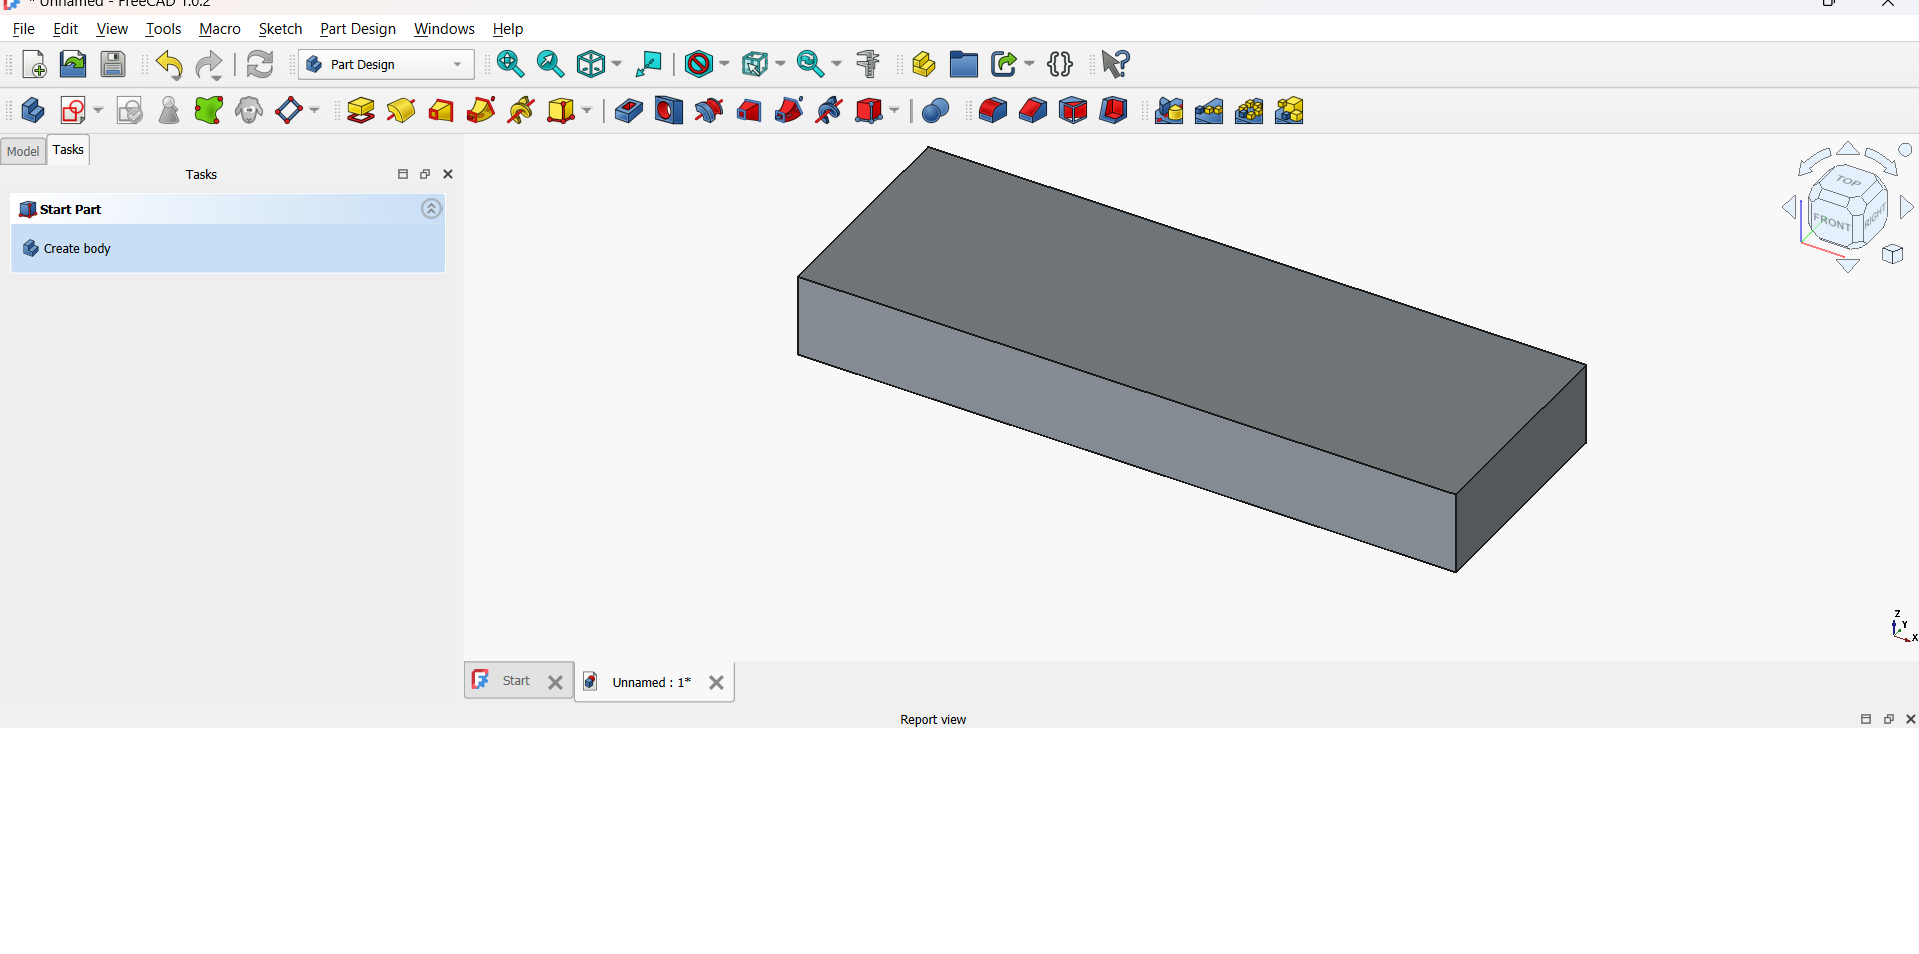 * Unnamed - FreeCAD 1.0.2
File Edit View Tools Macro Sketch Part Design Windows Help
Part Design
Model Tasks
Tasks
Start Part
Create body
TOP
FRONT RIGHT
Z
Y
X
Start Unnamed : 1*
Report view